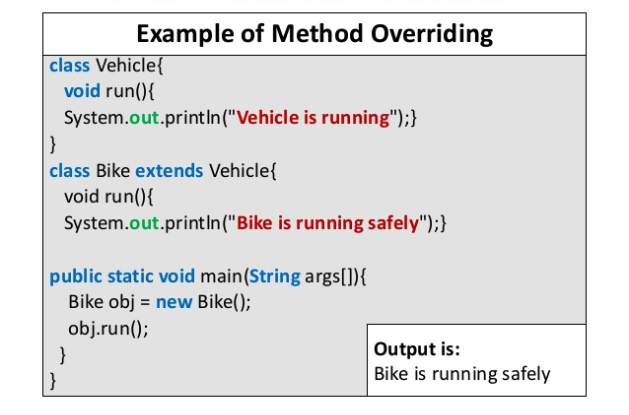 Example of Method Overriding
class Vehicle{
void run(){
System.out.println("Vehicle is running");}
}
class Bike extends Vehicle{
void run(){
System.out.println("Bike is running safely");}
public static void main(String args[]){
Bike obj = new Bike();
obj.run();
}
}
Output is:
Bike is running safely